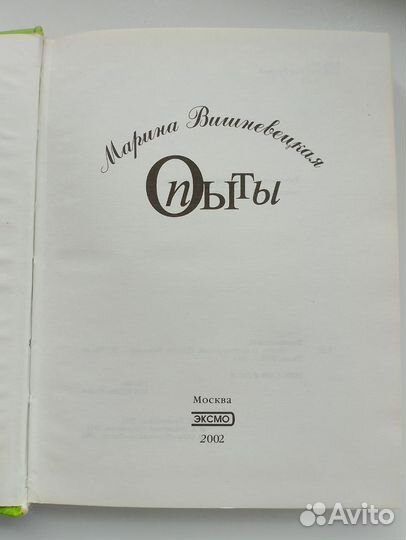 Марина Вишневецкая
Опыты
Москва
ЭКСМО
2002
Avito